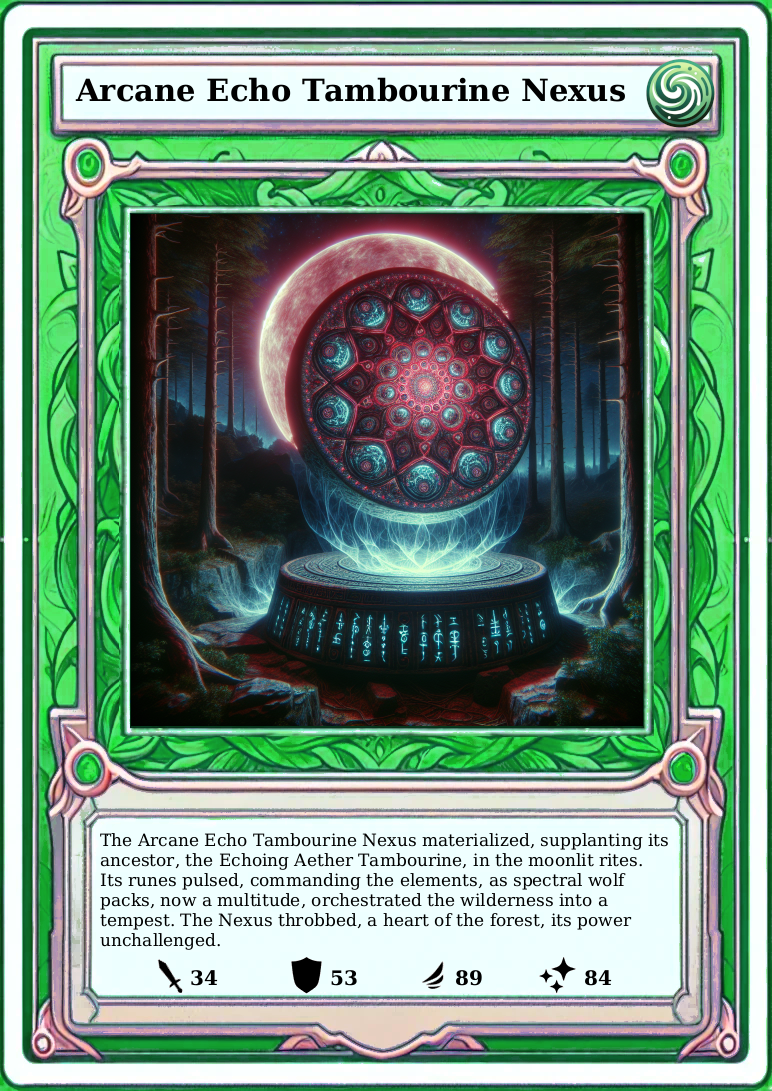 Arcane Echo Tambourine Nexus
The Arcane Echo Tambourine Nexus materialized, supplanting its
ancestor, the Echoing Aether Tambourine, in the moonlit rites.
Its runes pulsed, commanding the elements, as spectral wolf
packs, now a multitude, orchestrated the wilderness into a
tempest. The Nexus throbbed, a heart of the forest, its power
unchallenged.
34 53 89 84